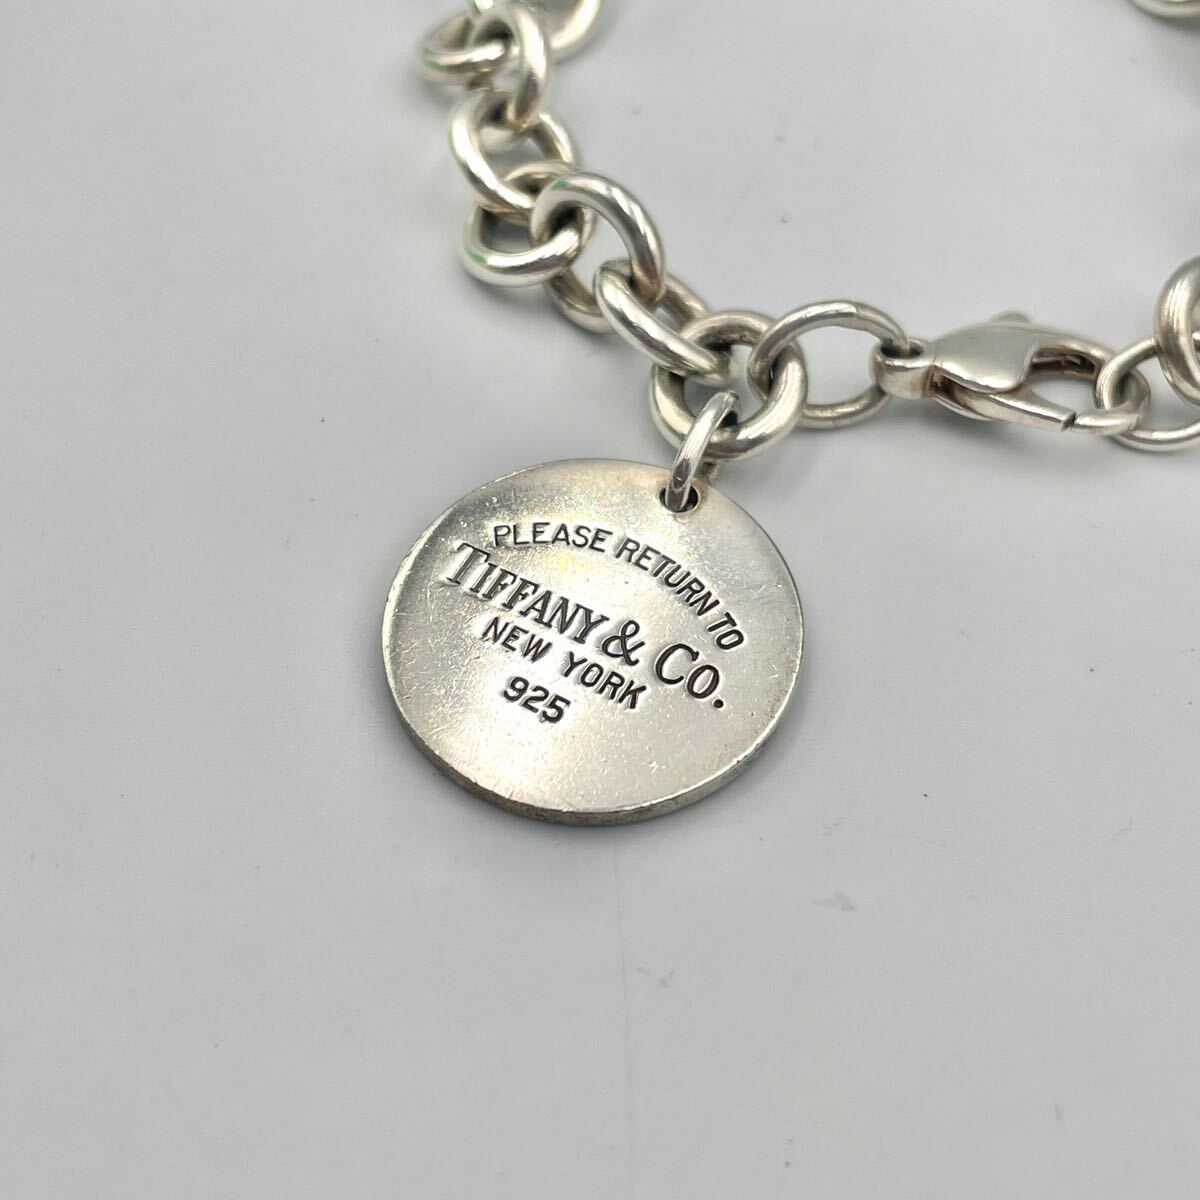 PLEASE RETURN TO
TIFFANY & CO.
NEW YORK
925